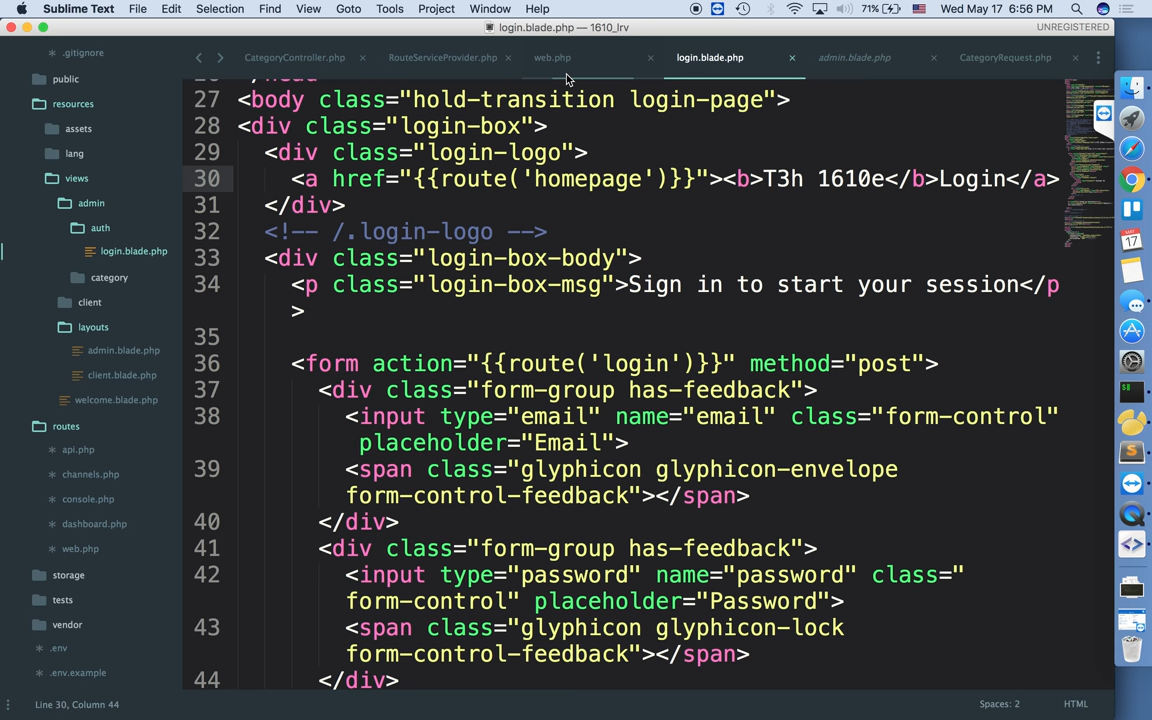 Sublime Text File Edit Selection Find View Goto Tools Project Window Help 71% Wed May 17 6:56 PM
login.blade.php — 1610_lrv UNREGISTERED
CategoryController.php × RouteServiceProvider.php × web.php × login.blade.php × admin.blade.php × CategoryRequest.php ×
.gitignore
public
resources
assets
lang
views
admin
auth
login.blade.php
category
client
layouts
admin.blade.php
client.blade.php
welcome.blade.php
routes
api.php
channels.php
console.php
dashboard.php
web.php
storage
tests
vendor
.env
.env.example
27 <body class="hold-transition login-page">
28 <div class="login-box">
29 <div class="login-logo">
30 <a href="{{route('homepage')}}"><b>T3h 1610e</b>Login</a>
31 </div>
32 <!-- /.login-logo -->
33 <div class="login-box-body">
34 <p class="login-box-msg">Sign in to start your session</p
>
35
36 <form action="{{route('login')}}" method="post">
37 <div class="form-group has-feedback">
38 <input type="email" name="email" class="form-control"
placeholder="Email">
39 <span class="glyphicon glyphicon-envelope
form-control-feedback"></span>
40 </div>
41 <div class="form-group has-feedback">
42 <input type="password" name="password" class="
form-control" placeholder="Password">
43 <span class="glyphicon glyphicon-lock
form-control-feedback"></span>
44 </div>
17
Line 30, Column 44 Spaces: 2 HTML